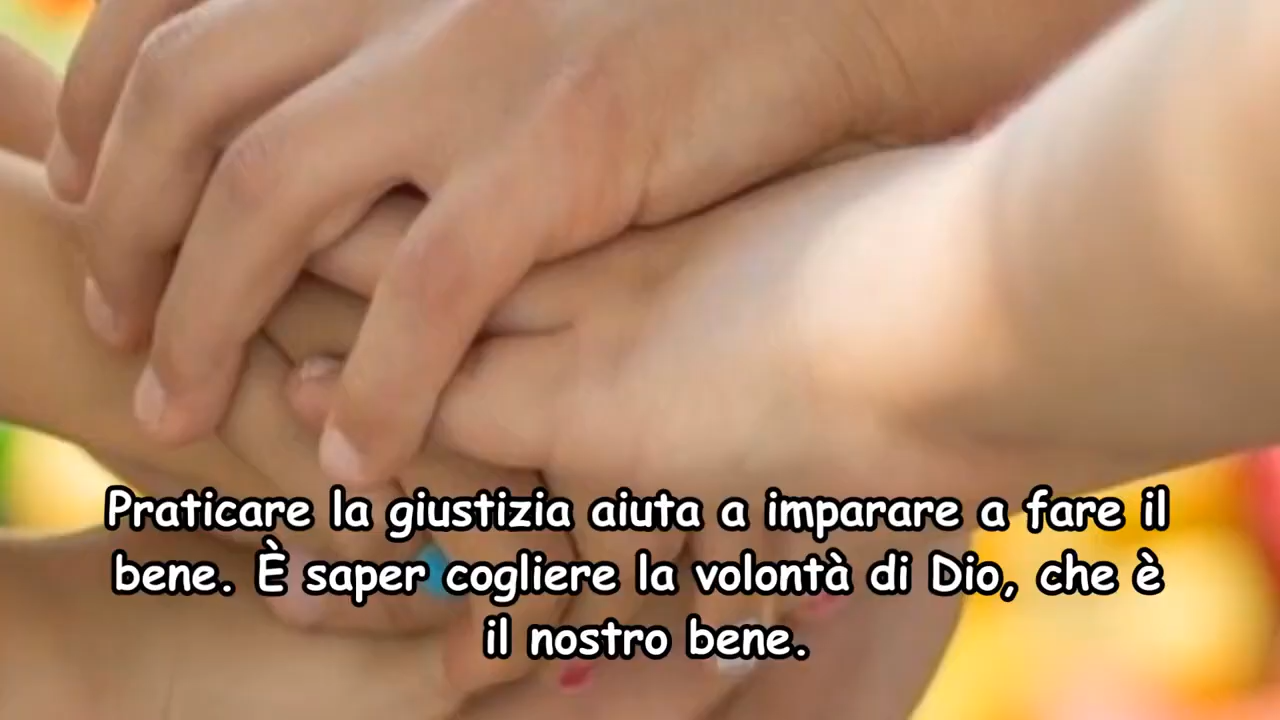 Praticare la giustizia aiuta a imparare a fare il
bene. È saper cogliere la volontà di Dio, che è
il nostro bene.